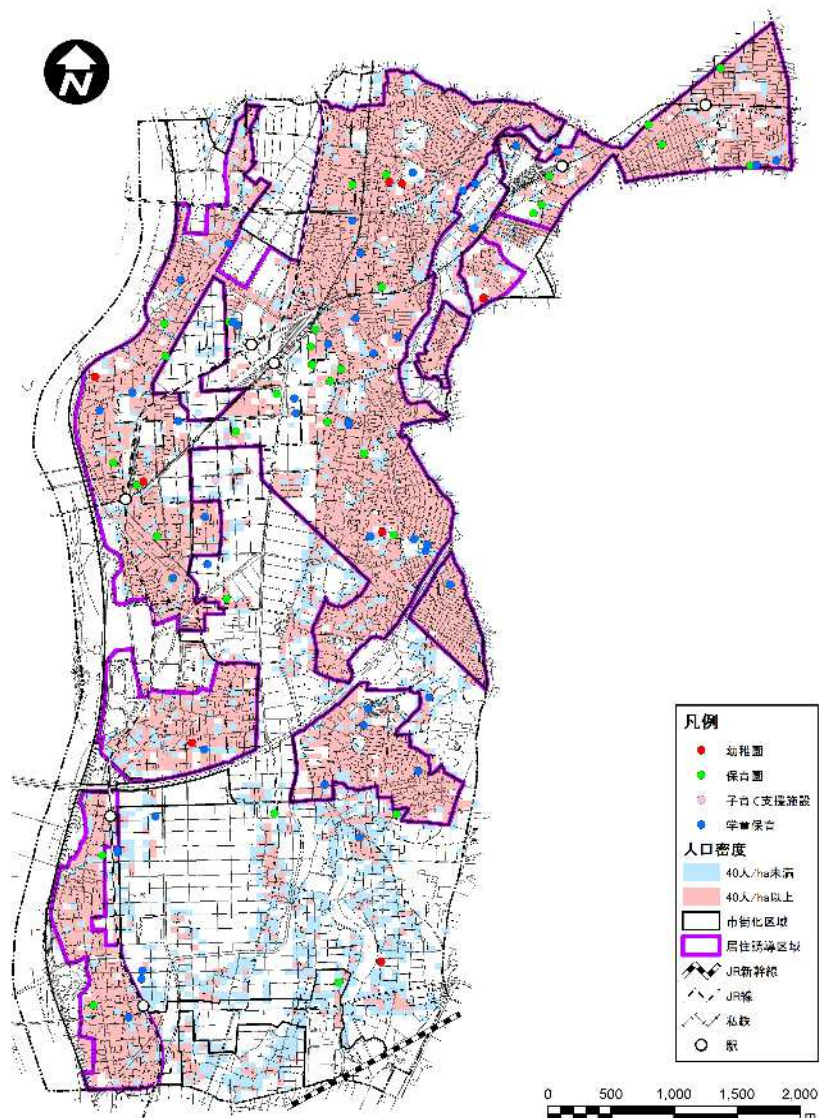 N
凡例
幼稚園
保育園
子育て支援施設
学童保育
人口密度
40人/ha未満
40人/ha以上
市街化区域
居住誘導区域
JR新幹線
JR線
私鉄
駅
0 500 1,000 1,500 2,000
m